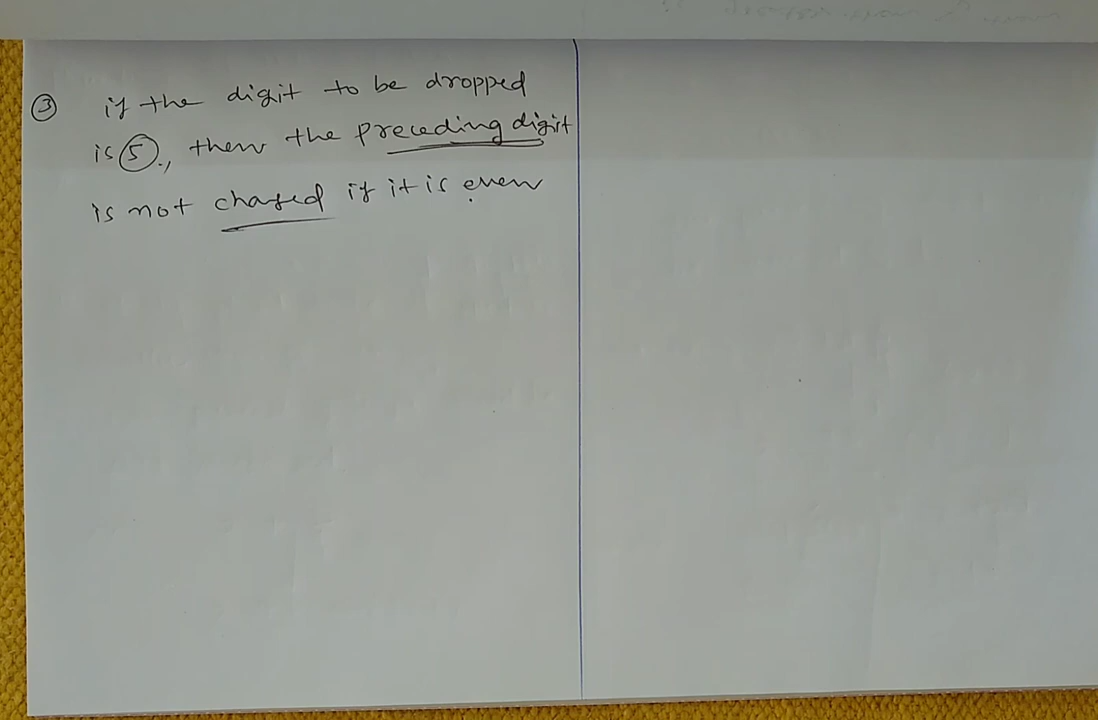 ③ if the digit to be dropped
is ⑤., then the preceding digit
is not chaged if it is even